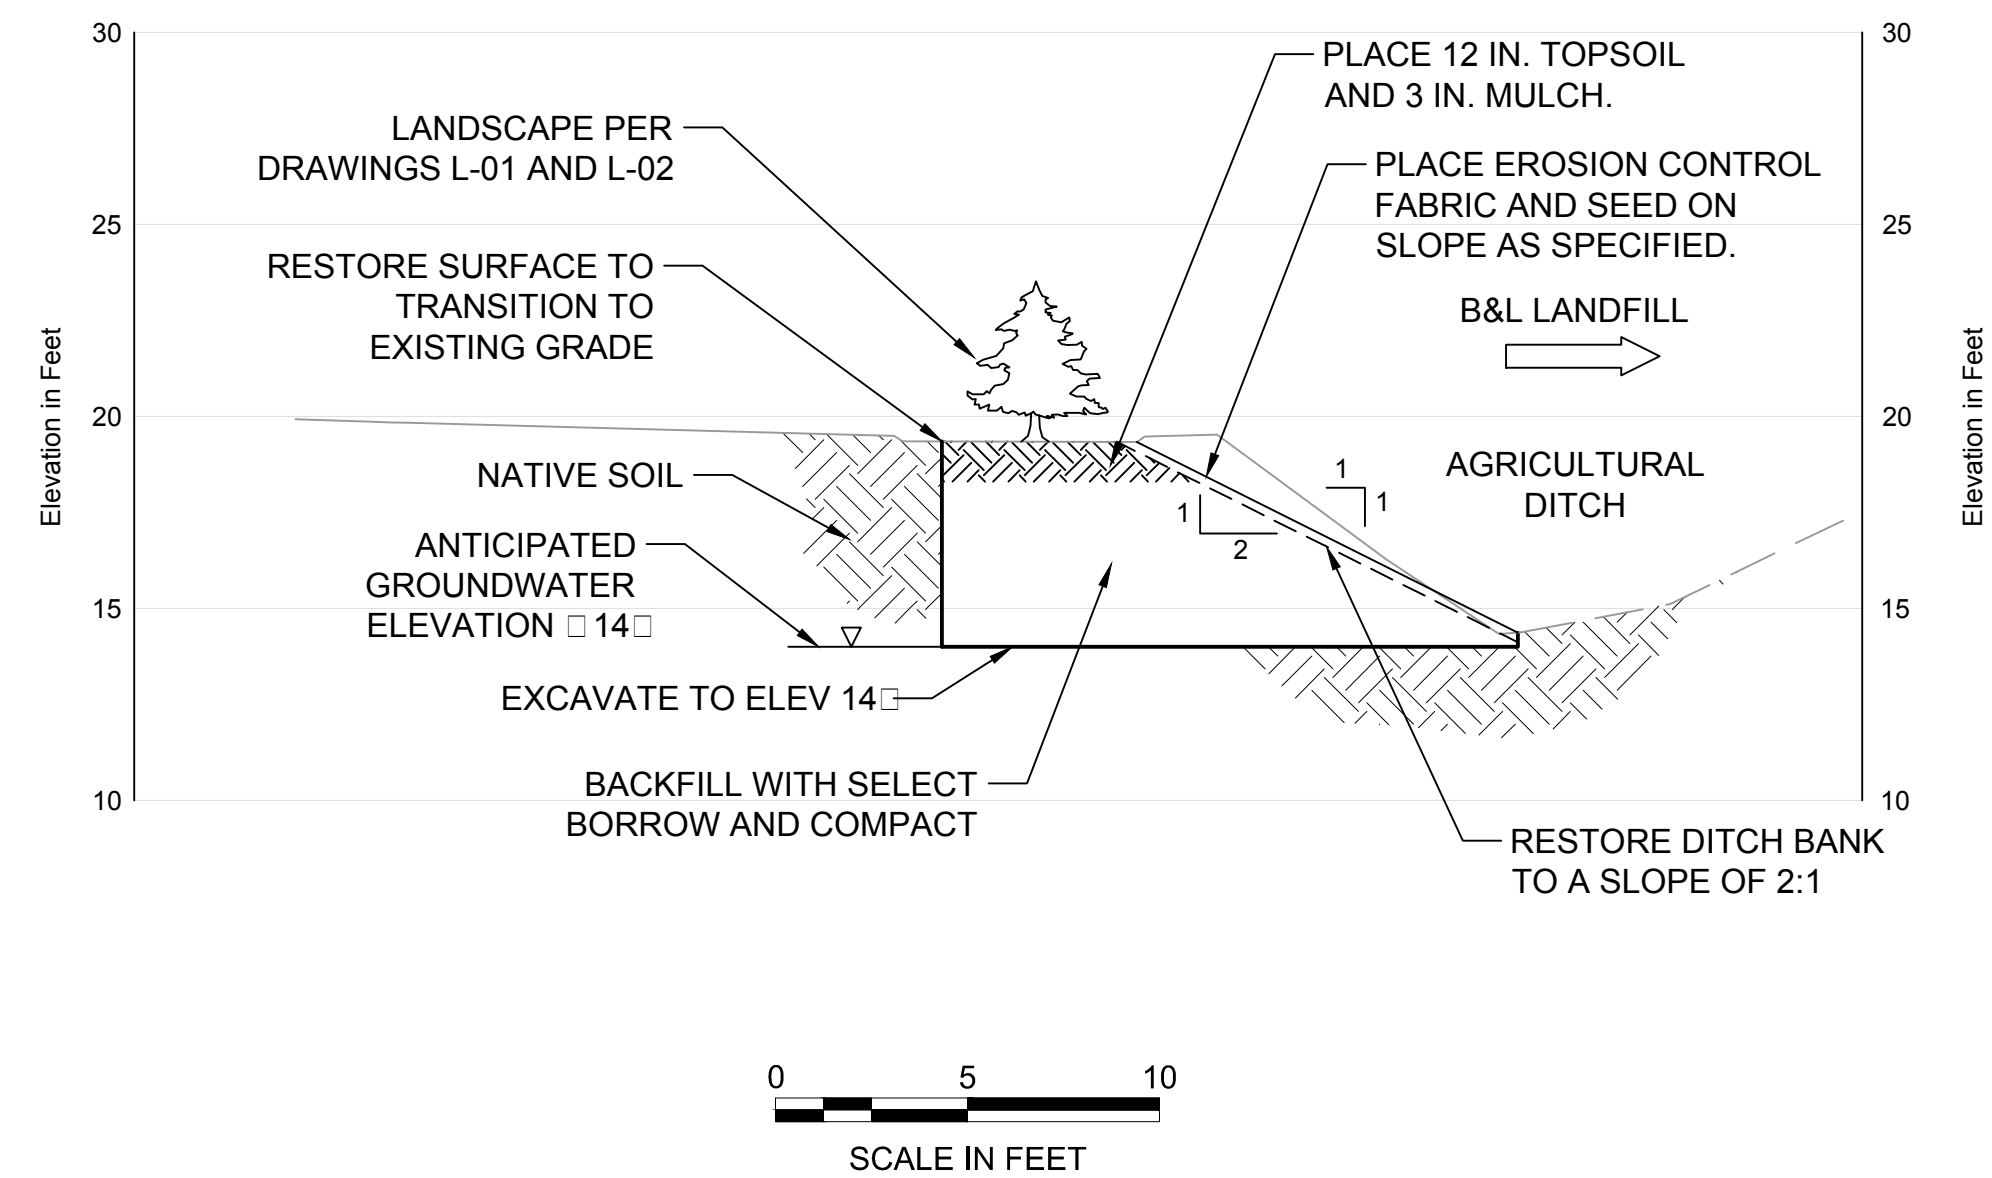 30
30
PLACE 12 IN. TOPSOIL
AND 3 IN. MULCH.
LANDSCAPE PER
DRAWINGS L-01 AND L-02
PLACE EROSION CONTROL
FABRIC AND SEED ON
SLOPE AS SPECIFIED.
25
25
RESTORE SURFACE TO
TRANSITION TO
EXISTING GRADE
B&L LANDFILL
Elevation in Feet
Elevation in Feet
20
20
NATIVE SOIL
1
1
AGRICULTURAL
DITCH
1
2
ANTICIPATED
GROUNDWATER
ELEVATION □14□
15
15
EXCAVATE TO ELEV 14□
BACKFILL WITH SELECT
BORROW AND COMPACT
10
10
RESTORE DITCH BANK
TO A SLOPE OF 2:1
0 5 10
SCALE IN FEET